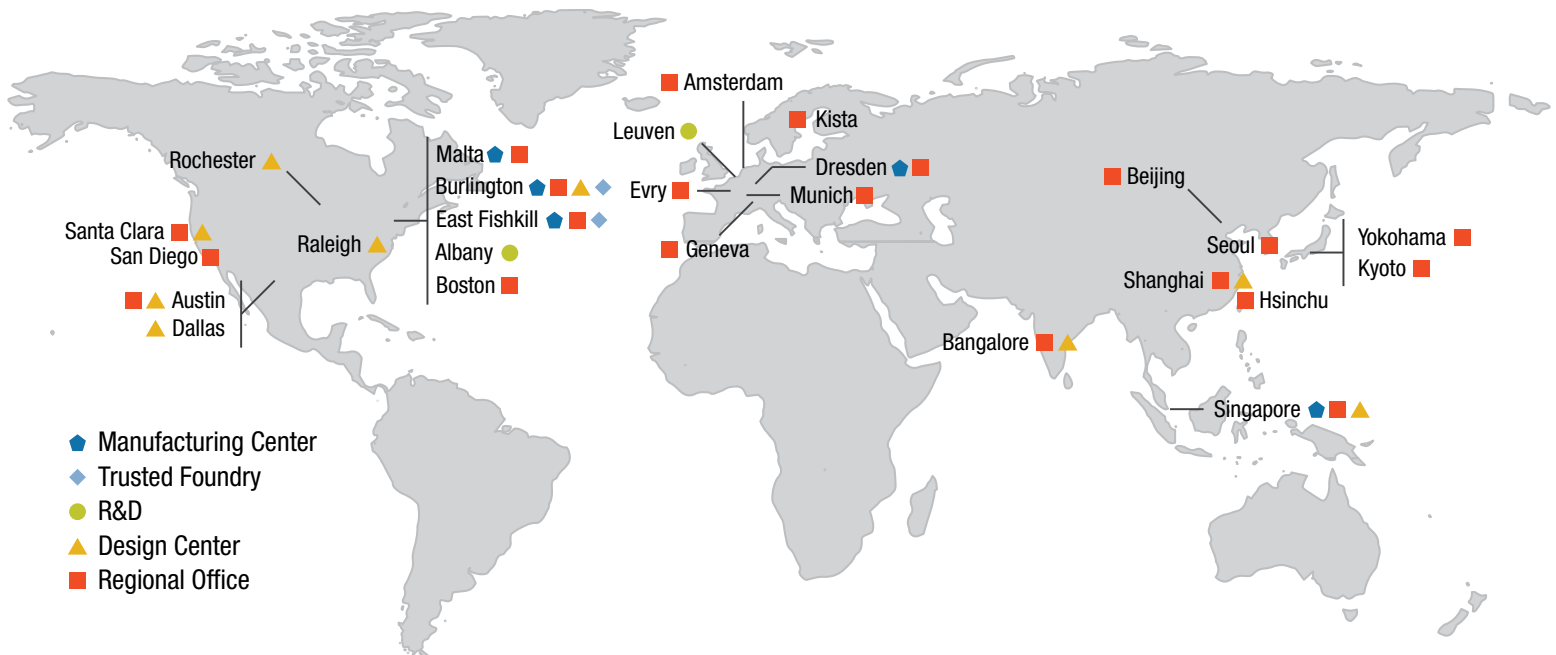 Amsterdam
Kista
Leuven
Malta
Rochester
Dresden
Beijing
Burlington
Evry
Munich
East Fishkill
Santa Clara
Raleigh
Yokohama
Seoul
Albany
Geneva
San Diego
Kyoto
Shanghai
Boston
Austin
Hsinchu
Dallas
Bangalore
Singapore
Manufacturing Center
Trusted Foundry
R&D
Design Center
Regional Office